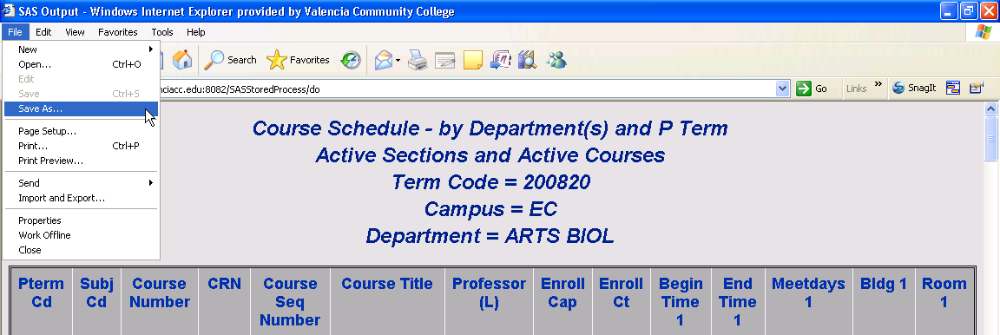 SAS Output - Windows Internet Explorer provided by Valencia Community College
File Edit View Favorites Tools Help
New
Open... Ctrl+O
Edit
Save Ctrl+S
Save As...
Page Setup...
Print... Ctrl+P
Print Preview...
Send
Import and Export...
Properties
Work Offline
Close
Search Favorites
nciacc.edu:8082/SASStoredProcess/do Go Links » SnagIt
Course Schedule - by Department(s) and P Term
Active Sections and Active Courses
Term Code = 200820
Campus = EC
Department = ARTS BIOL
Pterm Subj Course CRN Course Course Title Professor Enroll Enroll Begin End Meetdays Bldg 1 Room
Cd Cd Number Seq (L) Cap Ct Time Time 1 1
Number 1 1